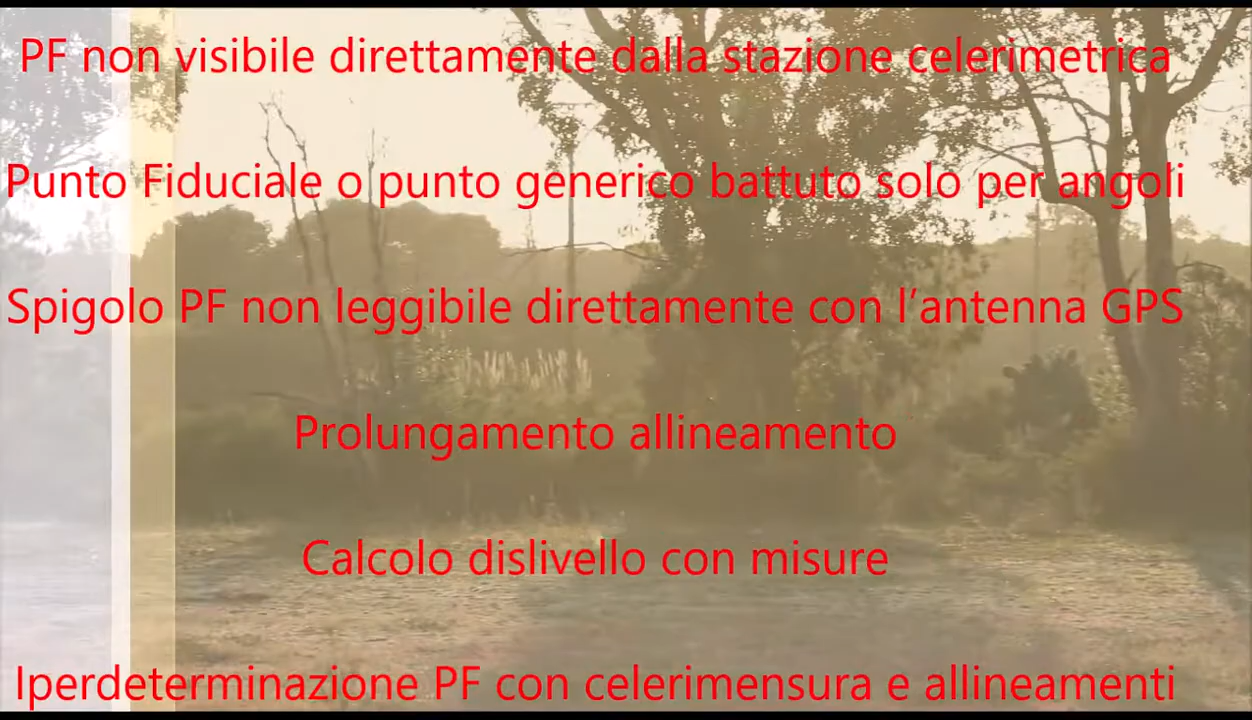 PF non visibile direttamente dalla stazione celerimetrica
Punto Fiduciale o punto generico battuto solo per angoli
Spigolo PF non leggibile direttamente con l’antenna GPS
Prolungamento allineamento
Calcolo dislivello con misure
Iperdeterminazione PF con celerimensura e allineamenti